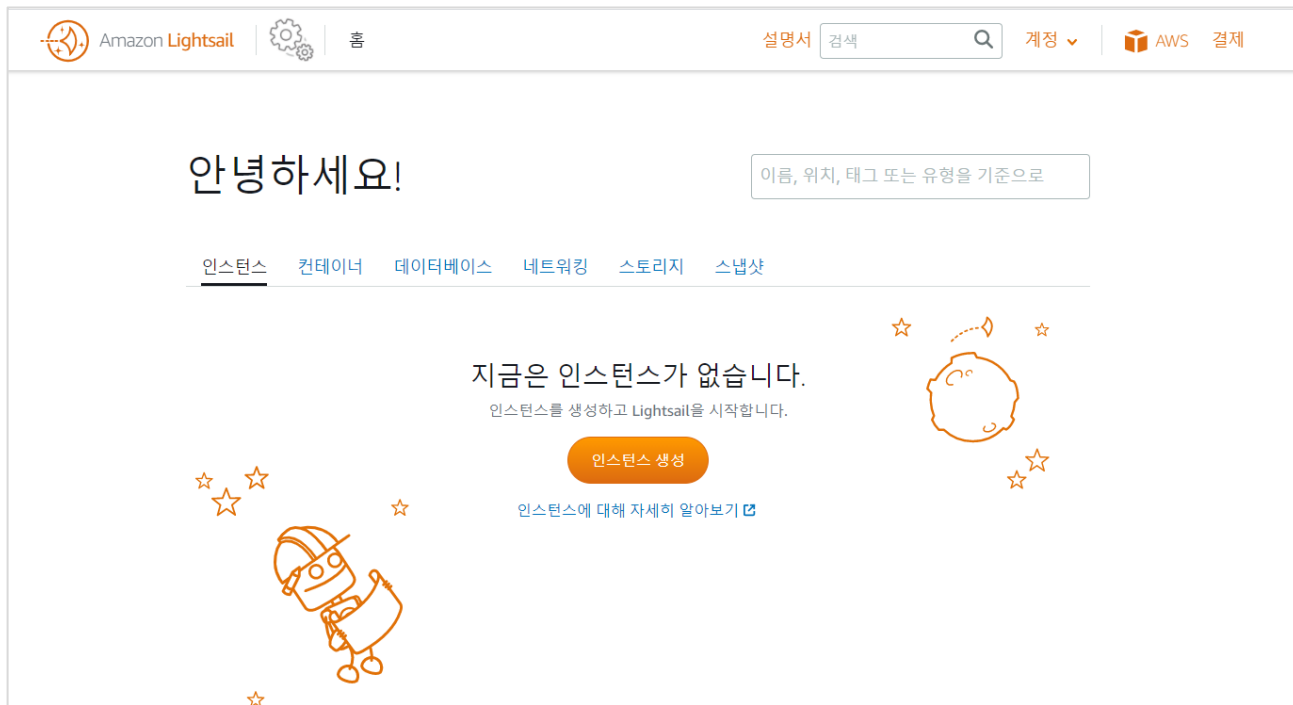 Amazon Lightsail 홈 설명서 검색 계정 AWS 결제
안녕하세요!
이름, 위치, 태그 또는 유형을 기준으로
인스턴스 컨테이너 데이터베이스 네트워킹 스토리지 스냅샷
지금은 인스턴스가 없습니다.
인스턴스를 생성하고 Lightsail을 시작합니다.
인스턴스 생성
인스턴스에 대해 자세히 알아보기